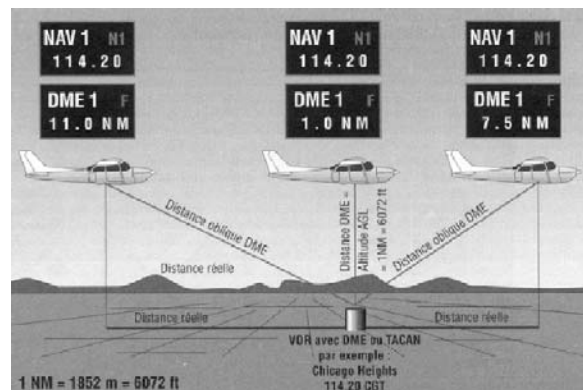 NAV 1 N1
114.20
DME 1 F
11.0 NM
NAV 1 N1
114.20
DME 1 F
1.0 NM
NAV 1 N1
114.20
DME 1 F
7.5 NM
Distance oblique DME
Distance DME =
Altitude AGL
= 1NM = 6072 ft
Distance oblique DME
Distance réelle
Distance réelle
Distance réelle
VOR avec DME ou TACAN
par exemple :
Chicago Heights
114.20 CGT
1 NM = 1852 m = 6072 ft